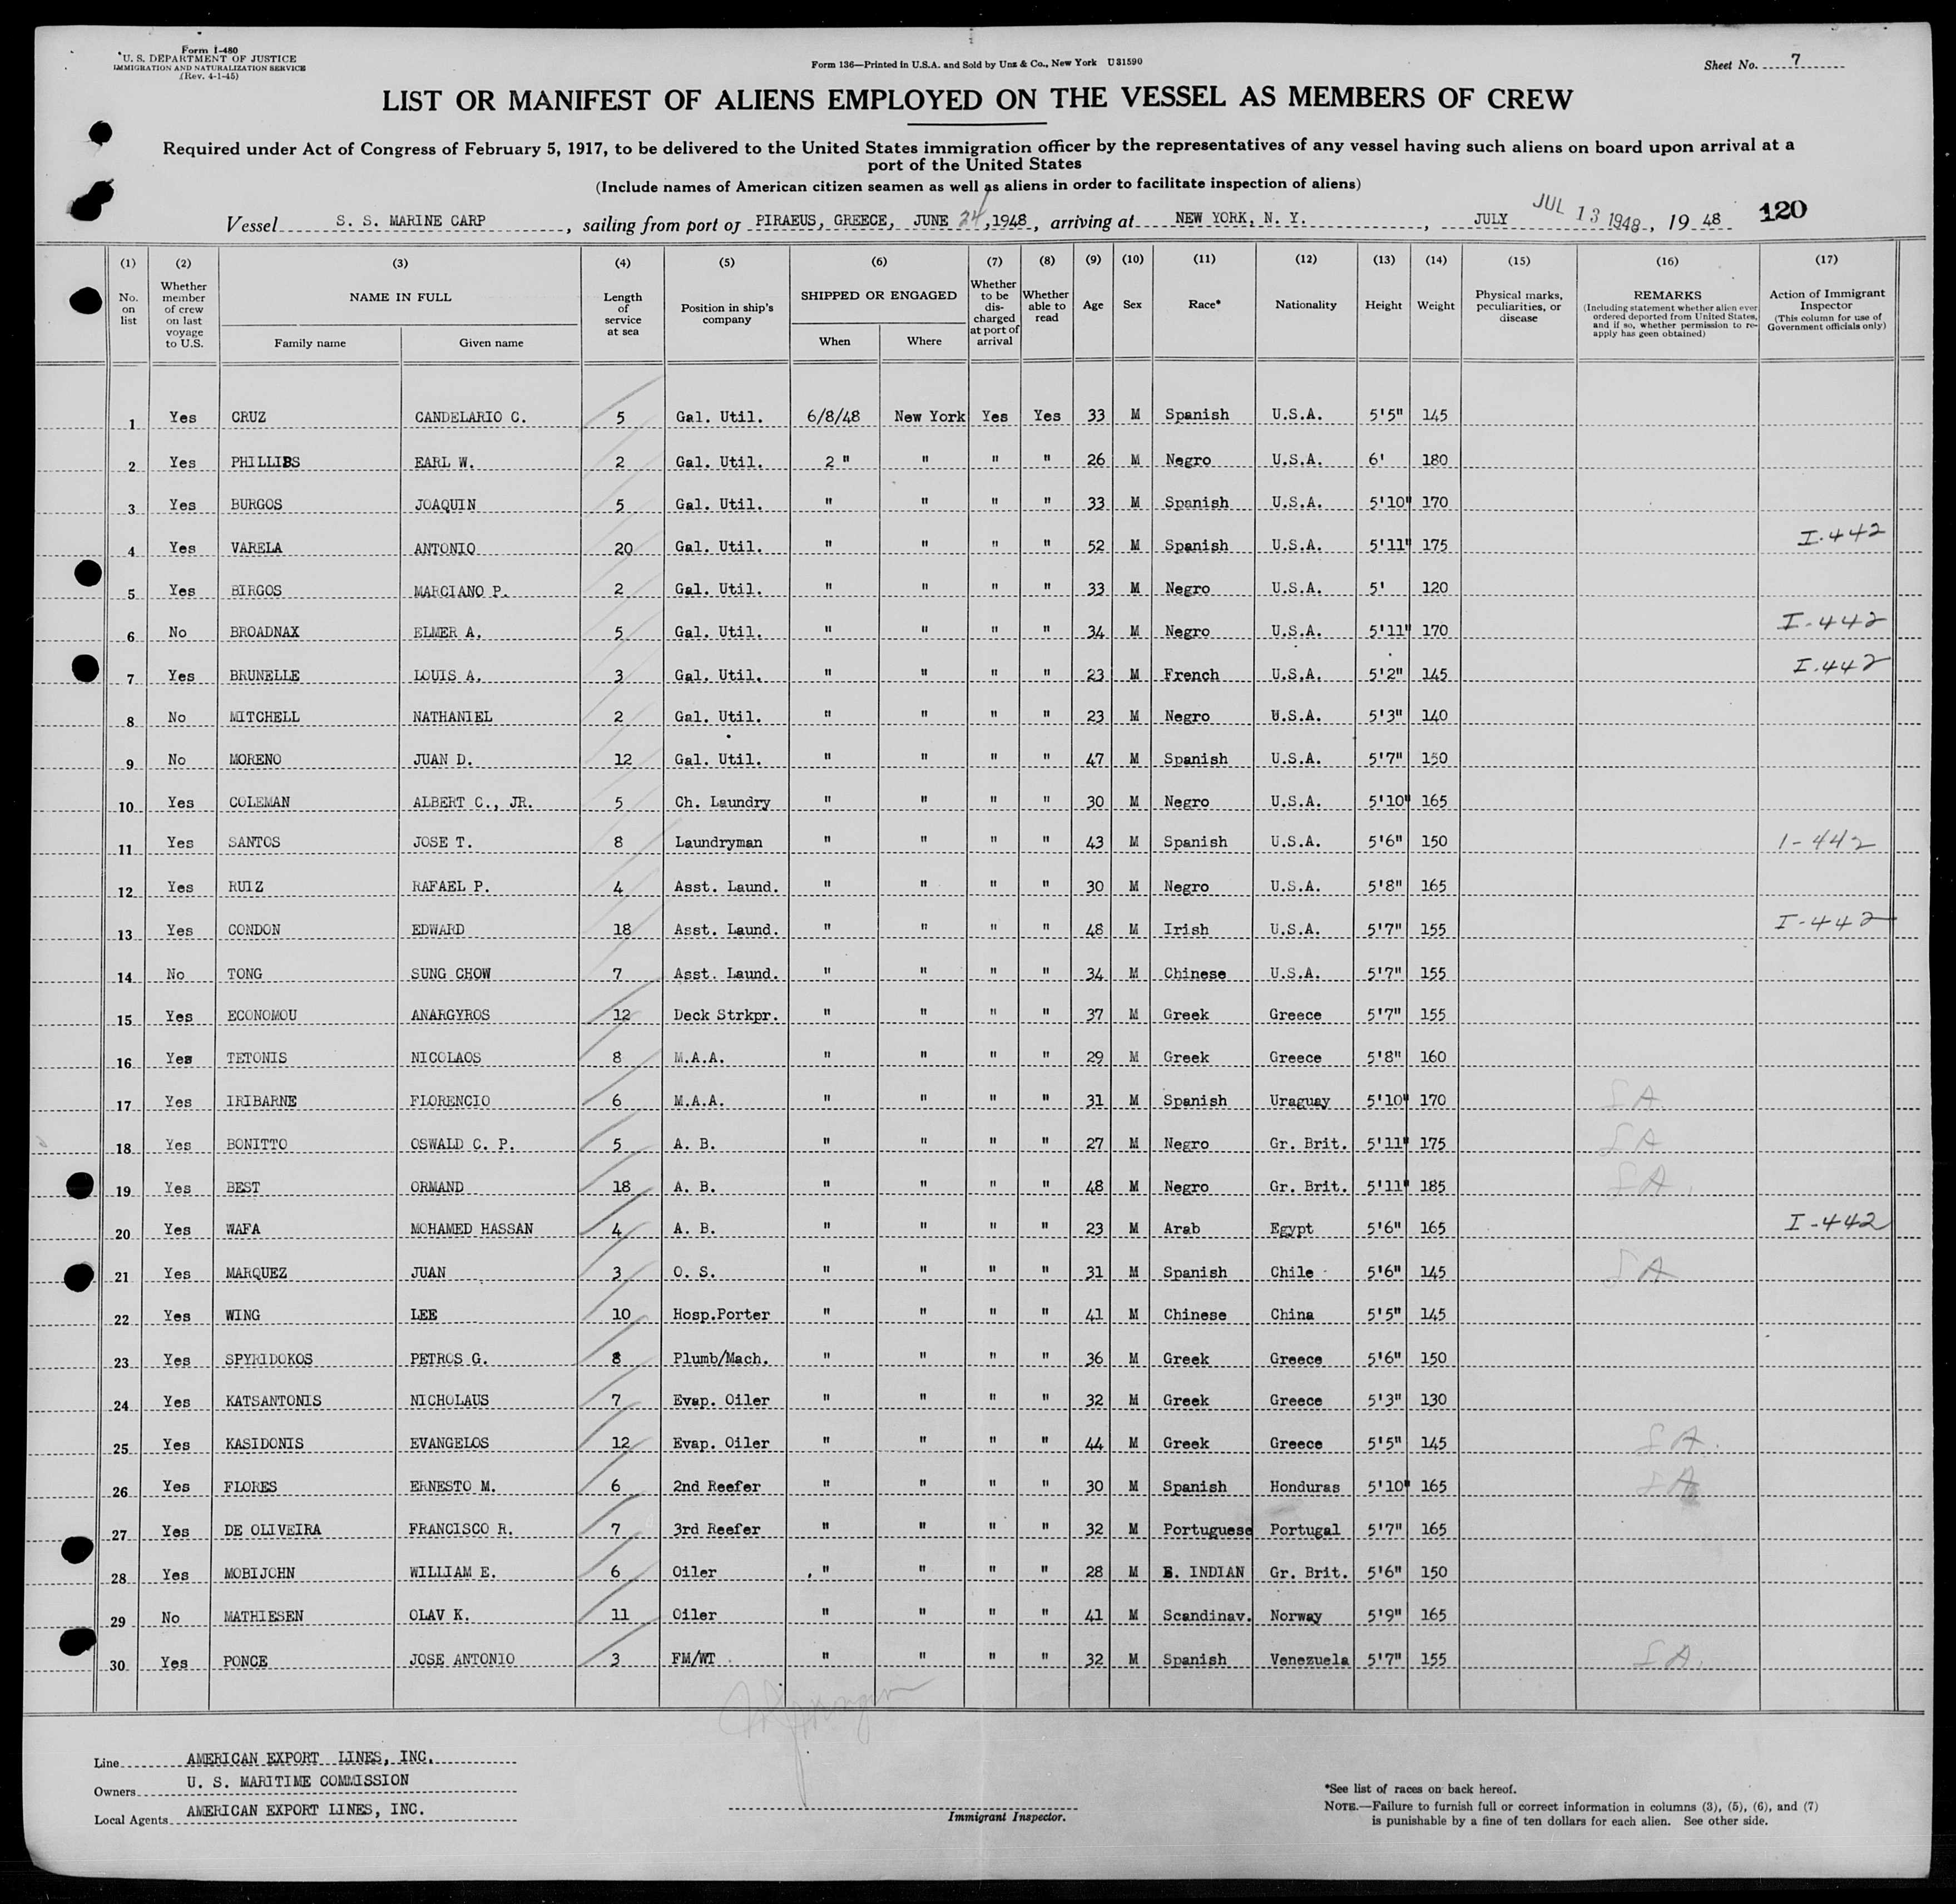 Form I-480
U. S. DEPARTMENT OF JUSTICE
IMMIGRATION AND NATURALIZATION SERVICE
(Rev. 4-1-45)
Form 136—Printed in U.S.A. and Sold by Unz & Co., New York U31590
Sheet No. 7
LIST OR MANIFEST OF ALIENS EMPLOYED ON THE VESSEL AS MEMBERS OF CREW
Required under Act of Congress of February 5, 1917, to be delivered to the United States immigration officer by the representatives of any vessel having such aliens on board upon arrival at a
port of the United States
(Include names of American citizen seamen as well as aliens in order to facilitate inspection of aliens)
Vessel S. S. MARINE CARP, sailing from port of PIRAEUS, GREECE, JUNE 24, 1948, arriving at NEW YORK, N. Y., JULY JUL 13 1948, 19 48 120
(1) No. on list
(2) Whether member of crew on last voyage to U.S.
(3) NAME IN FULL Family name Given name
(4) Length of service at sea
(5) Position in ship's company
(6) SHIPPED OR ENGAGED When Where
(7) Whether to be discharged at port of arrival
(8) Whether able to read
(9) Age
(10) Sex
(11) Race*
(12) Nationality
(13) Height
(14) Weight
(15) Physical marks, peculiarities, or disease
(16) REMARKS (Including statement whether alien ever ordered deported from United States, and if so, whether permission to reapply has geen obtained)
(17) Action of Immigrant Inspector (This column for use of Government officials only)
1 Yes CRUZ CANDELARIO C. 5 Gal. Util. 6/8/48 New York Yes Yes 33 M Spanish U.S.A. 5'5" 145
2 Yes PHILLIBS EARL W. 2 Gal. Util. 2 " " " " 26 M Negro U.S.A. 6' 180
3 Yes BURGOS JOAQUIN 5 Gal. Util. " " " " 33 M Spanish U.S.A. 5'10" 170
4 Yes VARELA ANTONIO 20 Gal. Util. " " " " 52 M Spanish U.S.A. 5'11" 175 I-442
5 Yes BIRGOS MARCIANO P. 2 Gal. Util. " " " " 33 M Negro U.S.A. 5' 120
6 No BROADNAX ELMER A. 5 Gal. Util. " " " " 34 M Negro U.S.A. 5'11" 170 I-442
7 Yes BRUNELLE LOUIS A. 3 Gal. Util. " " " " 23 M French U.S.A. 5'2" 145 I-442
8 No MITCHELL NATHANIEL 2 Gal. Util. " " " " 23 M Negro U.S.A. 5'3" 140
9 No MORENO JUAN D. 12 Gal. Util. " " " " 47 M Spanish U.S.A. 5'7" 150
10 Yes COLEMAN ALBERT C., JR. 5 Ch. Laundry " " " " 30 M Negro U.S.A. 5'10" 165
11 Yes SANTOS JOSE T. 8 Laundryman " " " " 43 M Spanish U.S.A. 5'6" 150 I-442
12 Yes RUIZ RAFAEL P. 4 Asst. Laund. " " " " 30 M Negro U.S.A. 5'8" 165
13 Yes CONDON EDWARD 18 Asst. Laund. " " " " 48 M Irish U.S.A. 5'7" 155 I-442
14 No TONG SUNG CHOW 7 Asst. Laund. " " " " 34 M Chinese U.S.A. 5'7" 155
15 Yes ECONOMOU ANARGYROS 12 Deck Strkpr. " " " " 37 M Greek Greece 5'7" 155
16 Yes TETONIS NICOLAOS 8 M.A.A. " " " " 29 M Greek Greece 5'8" 160
17 Yes IRIBARNE FLORENCIO 6 M.A.A. " " " " 31 M Spanish Uraguay 5'10" 170
18 Yes BONITTO OSWALD C. P. 5 A. B. " " " " 27 M Negro Gr. Brit. 5'11" 175
19 Yes BEST ORMAND 18 A. B. " " " " 48 M Negro Gr. Brit. 5'11" 185
20 Yes WAFA MOHAMED HASSAN 4 A. B. " " " " 23 M Arab Egypt 5'6" 165 I-442
21 Yes MARQUEZ JUAN 3 O. S. " " " " 31 M Spanish Chile 5'6" 145
22 Yes WING LEE 10 Hosp.Porter " " " " 41 M Chinese China 5'5" 145
23 Yes SPYRIDOKOS PETROS G. 8 Plumb/Mach. " " " " 36 M Greek Greece 5'6" 150
24 Yes KATSANTONIS NICHOLAUS 7 Evap. Oiler " " " " 32 M Greek Greece 5'3" 130
25 Yes KASIDONIS EVANGELOS 12 Evap. Oiler " " " " 44 M Greek Greece 5'5" 145
26 Yes FLORES ERNESTO M. 6 2nd Reefer " " " " 30 M Spanish Honduras 5'10" 165
27 Yes DE OLIVEIRA FRANCISCO R. 7 3rd Reefer " " " " 32 M Portuguese Portugal 5'7" 165
28 Yes MOBIJOHN WILLIAM E. 6 Oiler " " " " 28 M E. INDIAN Gr. Brit. 5'6" 150
29 No MATHIESEN OLAV K. 11 Oiler " " " " 41 M Scandinav. Norway 5'9" 165
30 Yes PONCE JOSE ANTONIO 3 FM/WT " " " " 32 M Spanish Venezuela 5'7" 155
Line AMERICAN EXPORT LINES, INC.
Owners U. S. MARITIME COMMISSION
Local Agents AMERICAN EXPORT LINES, INC.
Immigrant Inspector.
*See list of races on back hereof.
NOTE.—Failure to furnish full or correct information in columns (3), (5), (6), and (7)
is punishable by a fine of ten dollars for each alien. See other side.